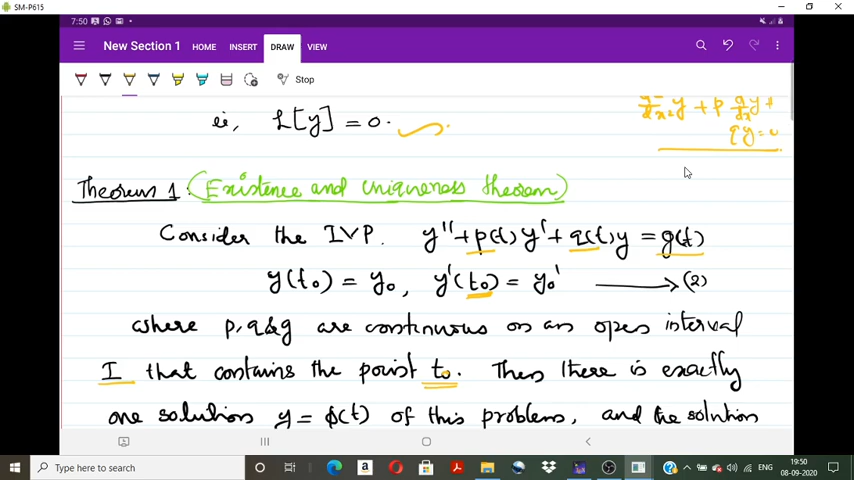 SM-P615
7:50
New Section 1 HOME INSERT DRAW VIEW
Stop
ie, L[y] = 0.
+ p d/dx y +
qy = 0
Theorem 1: (Existence and uniqueness theorem)
Consider the IVP y'' + p(t) y' + q(t) y = g(t)
y(t₀) = y₀, y'(t₀) = y₀' → (2)
where p, q & g are continuous on an open interval
I that contains the point t₀. Then there is exactly
one solution y = ϕ(t) of this problem, and the solution
Type here to search
ENG
19:50
08-09-2020